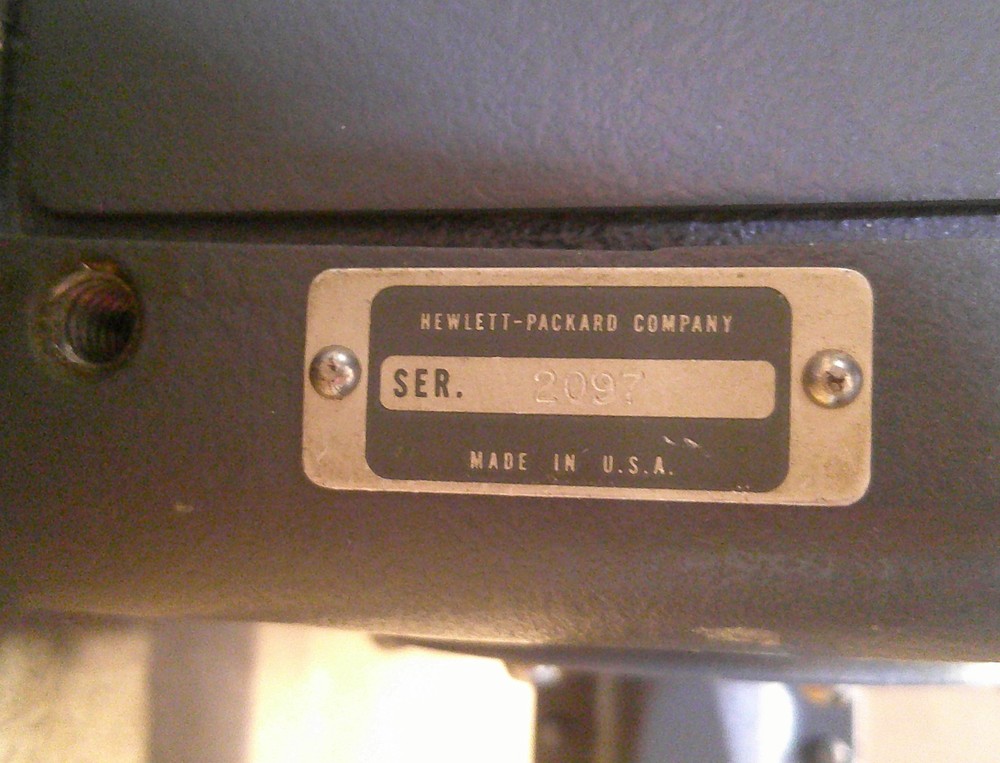 HEWLETT-PACKARD COMPANY
SER. 2097
MADE IN U.S.A.